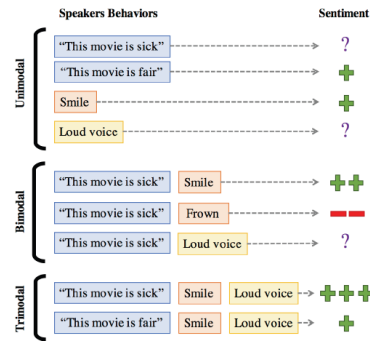 Speakers Behaviors Sentiment
Unimodal
“This movie is sick” ?
“This movie is fair”
Smile
Loud voice ?
Bimodal
“This movie is sick” Smile
“This movie is sick” Frown
“This movie is sick” Loud voice ?
Trimodal
“This movie is sick” Smile Loud voice
“This movie is fair” Smile Loud voice